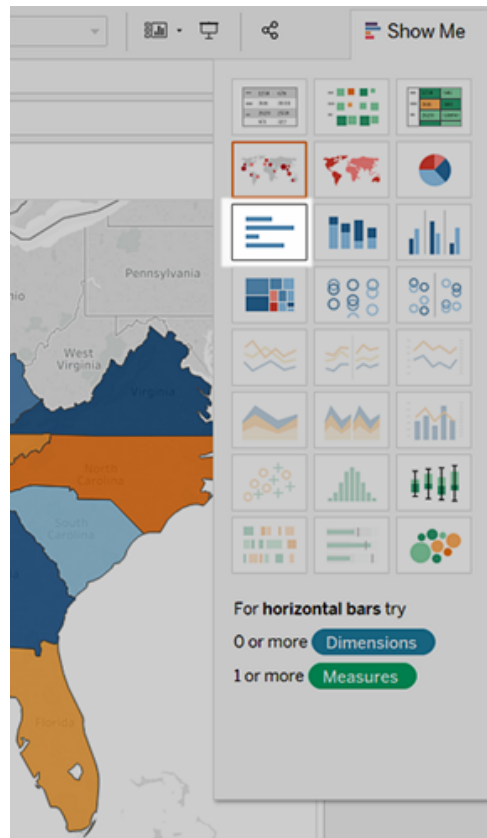 Show Me
Pennsylvania
hio
West
Virginia
Virginia
North
Carolina
South
Carolina
Florida
For horizontal bars try
0 or more Dimensions
1 or more Measures